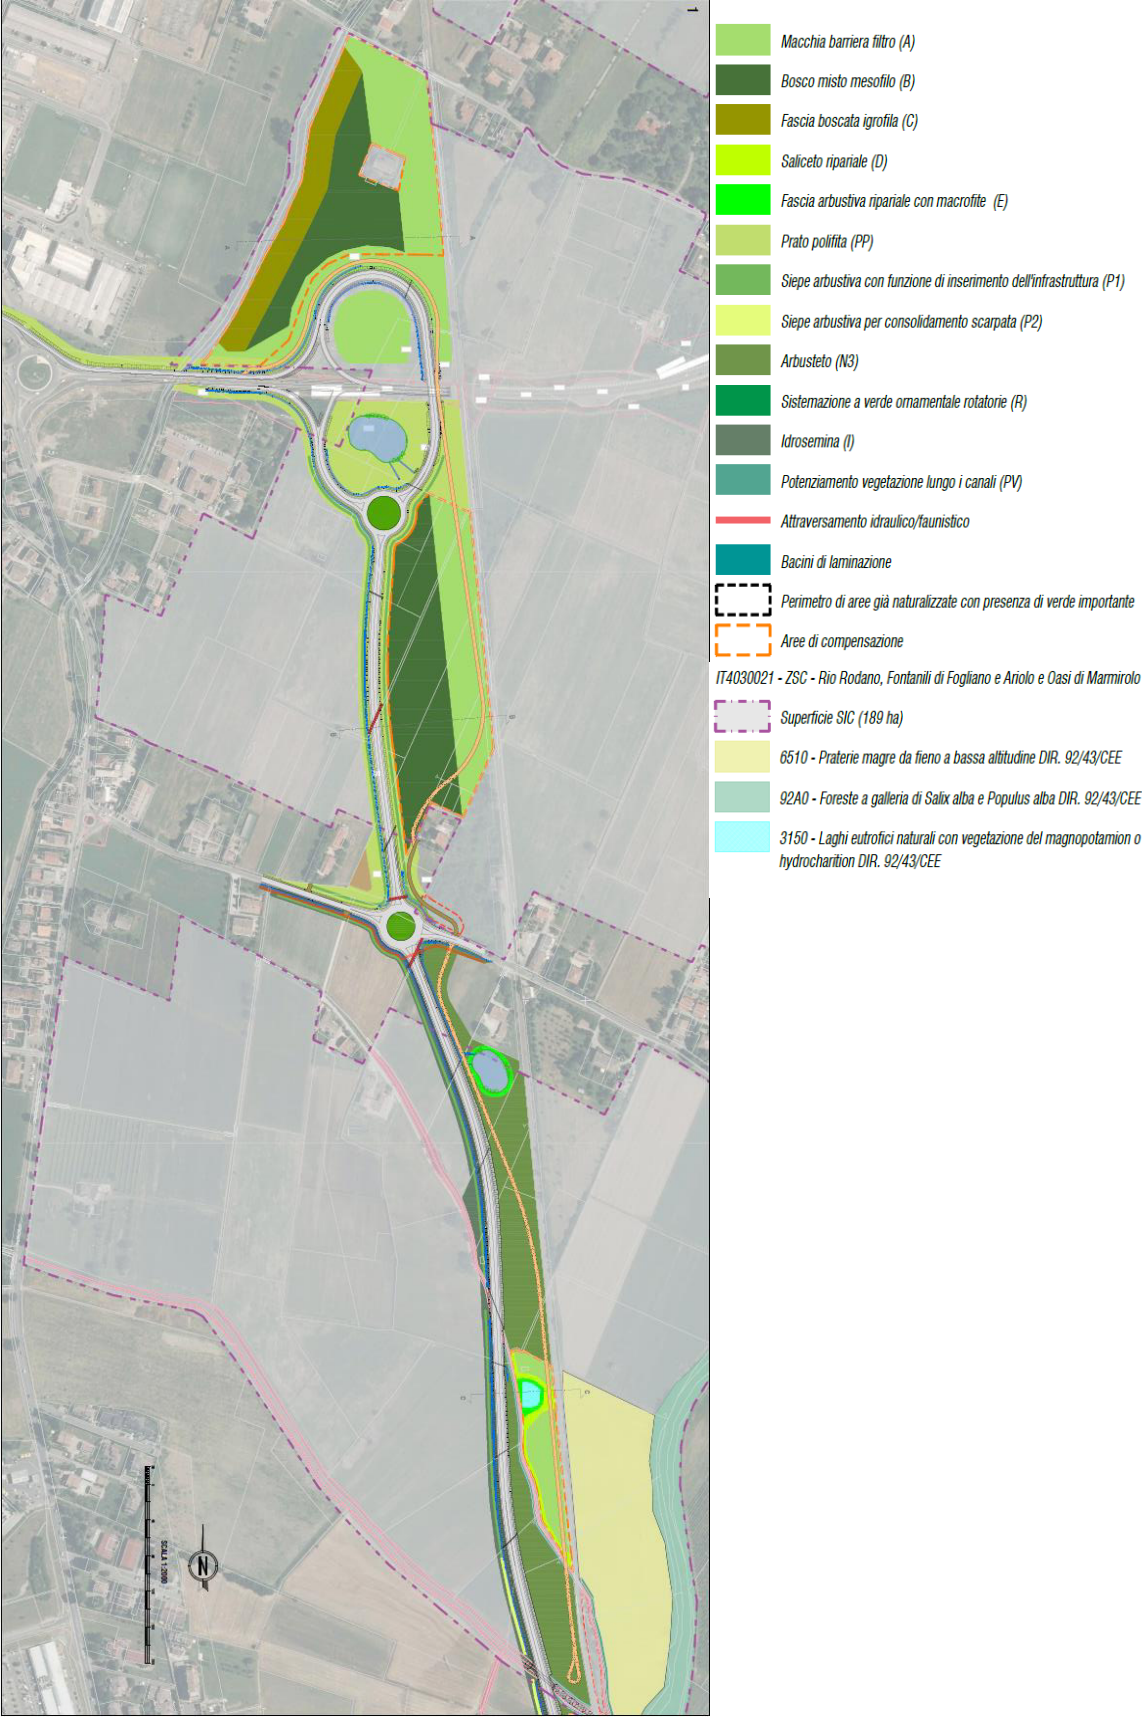 1
Macchia barriera filtro (A)
Bosco misto mesofilo (B)
Fascia boscata igrofila (C)
Saliceto ripariale (D)
Fascia arbustiva ripariale con macrofite (E)
Prato polifita (PP)
Siepe arbustiva con funzione di inserimento dell'infrastruttura (P1)
Siepe arbustiva per consolidamento scarpata (P2)
Arbusteto (N3)
Sistemazione a verde ornamentale rotatorie (R)
Idrosemina (I)
Potenziamento vegetazione lungo i canali (PV)
Attraversamento idraulico/faunistico
Bacini di laminazione
Perimetro di aree già naturalizzate con presenza di verde importante
Aree di compensazione
IT4030021 - ZSC - Rio Rodano, Fontanili di Fogliano e Ariolo e Oasi di Marmirolo
Superficie SIC (189 ha)
6510 - Praterie magre da fieno a bassa altitudine DIR. 92/43/CEE
92A0 - Foreste a galleria di Salix alba e Populus alba DIR. 92/43/CEE
3150 - Laghi eutrofici naturali con vegetazione del magnopotamion o
hydrocharition DIR. 92/43/CEE
SCALA 1:2000
N